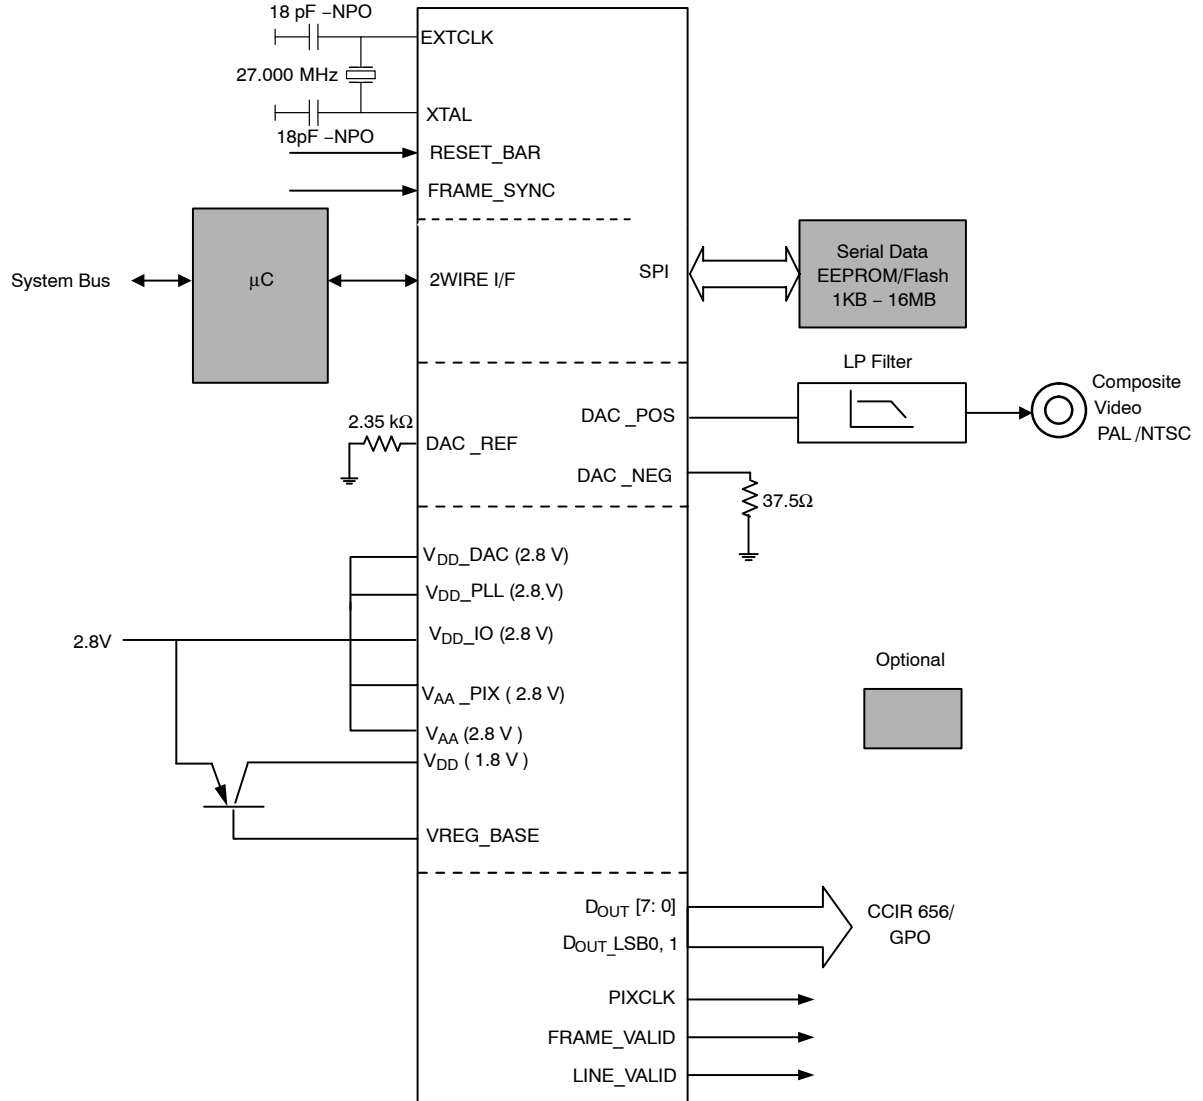 18 pF –NPO
EXTCLK
27.000 MHz
XTAL
18pF –NPO
RESET_BAR
FRAME_SYNC
System Bus
μC
2WIRE I/F
SPI
Serial Data
EEPROM/Flash
1KB – 16MB
LP Filter
2.35 kΩ
DAC _REF
DAC _POS
Composite
Video
PAL /NTSC
DAC _NEG
37.5Ω
VDD_DAC (2.8 V)
VDD_PLL (2.8 V)
2.8V
VDD_IO (2.8 V)
VAA _PIX ( 2.8 V)
VAA (2.8 V )
VDD ( 1.8 V )
VREG_BASE
Optional
DOUT [7: 0]
DOUT_LSB0, 1
CCIR 656/
GPO
PIXCLK
FRAME_VALID
LINE_VALID